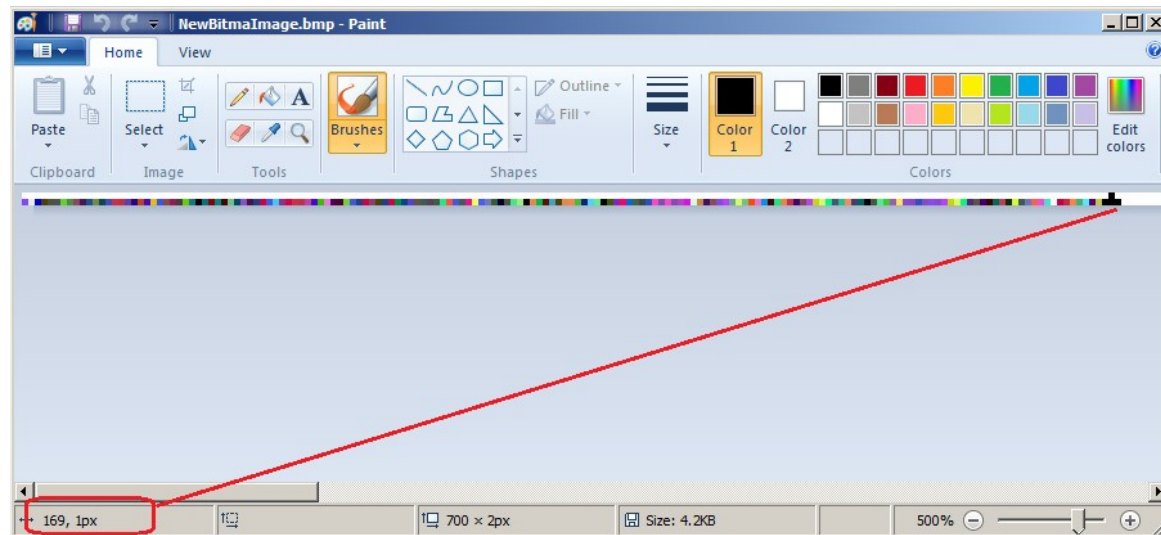 NewBitmaImage.bmp - Paint
Home View
A
Paste Select Brushes Outline Fill Size Color 1 Color 2 Edit colors
Clipboard Image Tools Shapes Colors
169, 1px 700 × 2px Size: 4.2KB 500%